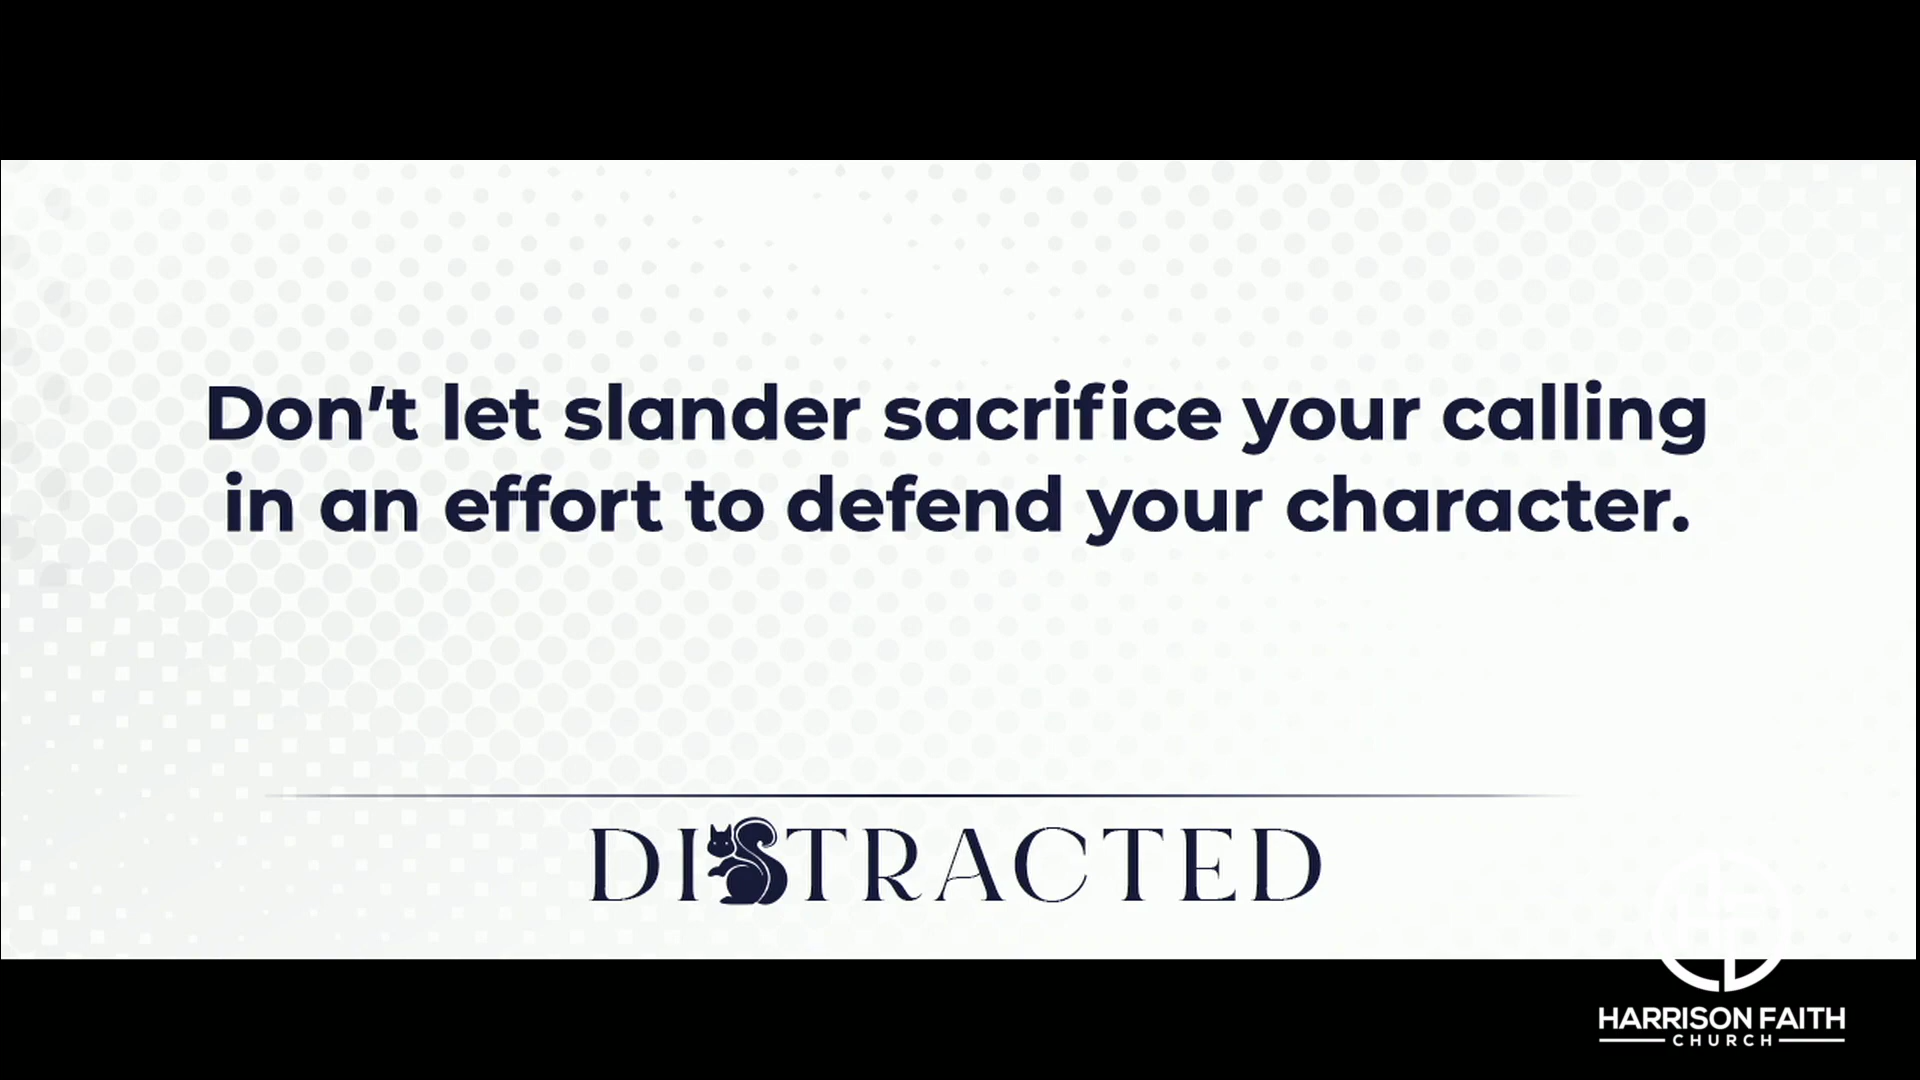 Don’t let slander sacrifice your calling
in an effort to defend your character.
DISTRACTED
HARRISON FAITH
CHURCH